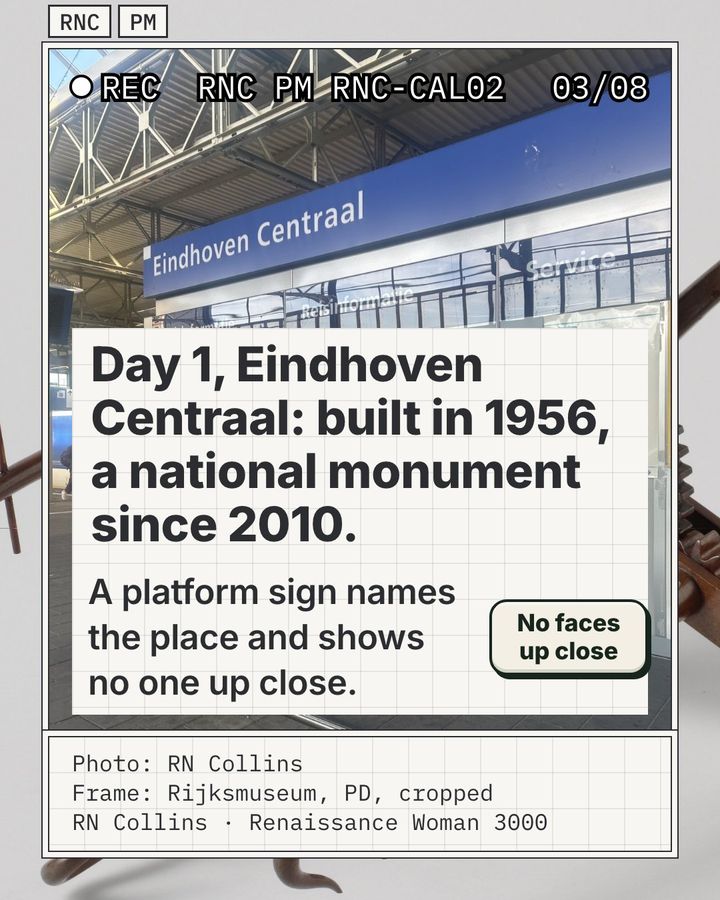 RNC PM
REC RNC PM RNC-CAL02 03/08
Eindhoven Centraal
Service
Reisinformatie
Day 1, Eindhoven
Centraal: built in 1956,
a national monument
since 2010.
A platform sign names
the place and shows
no one up close.
No faces
up close
Photo: RN Collins
Frame: Rijksmuseum, PD, cropped
RN Collins · Renaissance Woman 3000